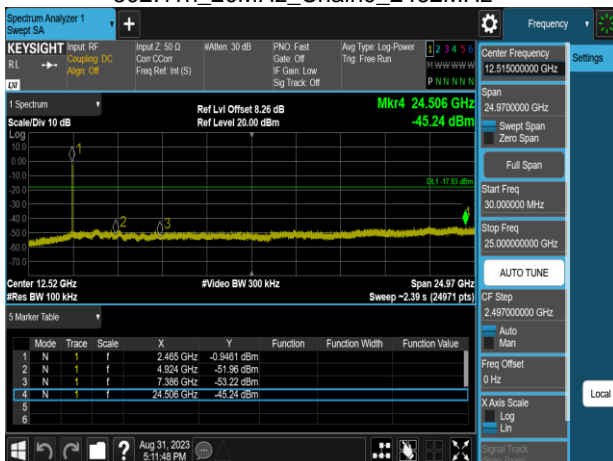 Spectrum Analyzer 1
Swept SA
+
Frequency
KEYSIGHT
RL
LXI
Input: RF
Coupling: DC
Align: Off
Input Z: 50 Ω
Corr CCorr
Freq Ref: Int (S)
#Atten: 30 dB
PNO: Fast
Gate: Off
IF Gain: Low
Sig Track: Off
Avg Type: Log-Power
Trig: Free Run
1 2 3 4 5 6
M W W W W W
P N N N N N
Center Frequency
12.515000000 GHz
Settings
Span
24.9700000 GHz
Swept Span
Zero Span
Full Span
Start Freq
30.000000 MHz
Stop Freq
25.000000000 GHz
AUTO TUNE
CF Step
2.497000000 GHz
Auto
Man
Freq Offset
0 Hz
X Axis Scale
Log
Lin
Signal Track
Local
1 Spectrum
Scale/Div 10 dB
Log
Ref Lvl Offset 8.26 dB
Ref Level 20.00 dBm
Mkr4 24.506 GHz
-45.24 dBm
10.0
0.00
-10.0
-20.0
-30.0
-40.0
-50.0
-60.0
-70.0
1
2
3
4
DL1 -17.93 dBm
Center 12.52 GHz
#Res BW 100 kHz
#Video BW 300 kHz
Span 24.97 GHz
Sweep ~2.39 s (24971 pts)
5 Marker Table
Mode Trace Scale X Y Function Function Width Function Value
1 N 1 f 2.465 GHz -0.9461 dBm
2 N 1 f 4.924 GHz -51.96 dBm
3 N 1 f 7.386 GHz -53.22 dBm
4 N 1 f 24.506 GHz -45.24 dBm
5
6
?
Aug 31, 2023
5:11:48 PM